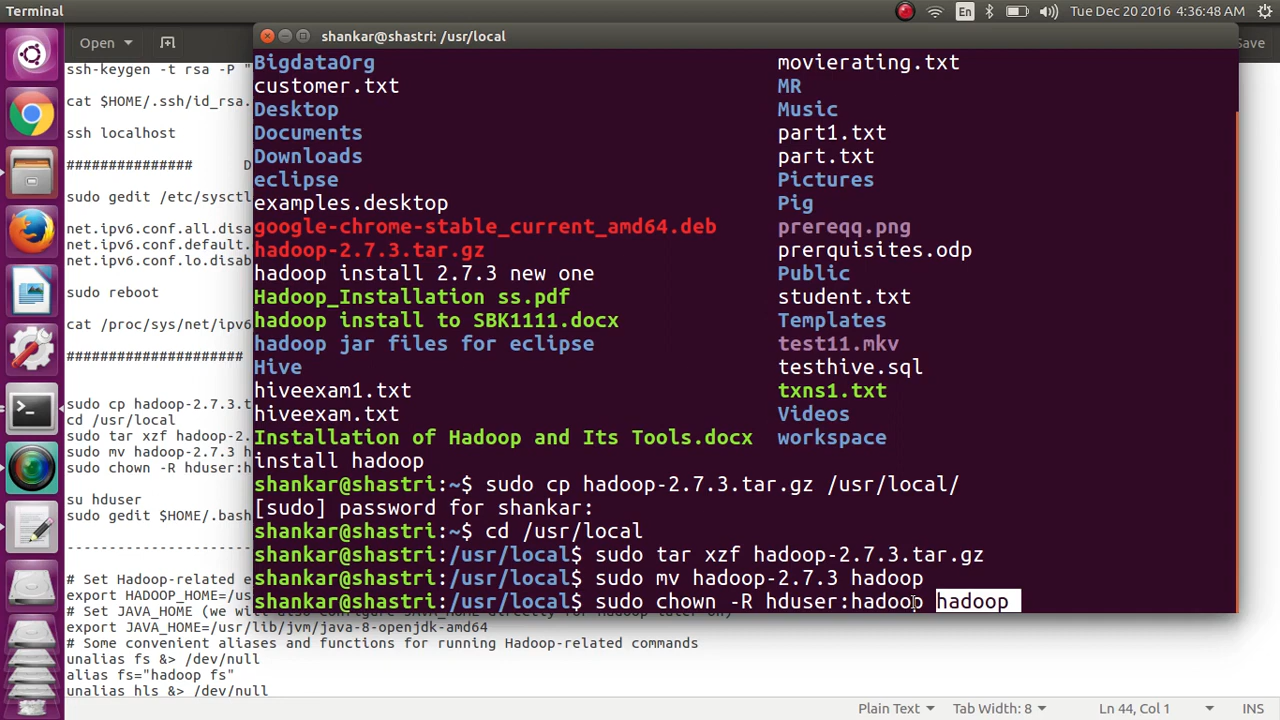 Terminal
En
Tue Dec 20 2016 4:36:48 AM
Open
shankar@shastri: /usr/local
Save
ssh-keygen -t rsa -P "
cat $HOME/.ssh/id_rsa.
ssh localhost
############### D
sudo gedit /etc/sysctl
net.ipv6.conf.all.disa
net.ipv6.conf.default.
net.ipv6.conf.lo.disab
sudo reboot
cat /proc/sys/net/ipv6
#####################
sudo cp hadoop-2.7.3.t
cd /usr/local
sudo tar xzf hadoop-2.
sudo mv hadoop-2.7.3 h
sudo chown -R hduser:h
su hduser
sudo gedit $HOME/.bash
# Set Hadoop-related e
export HADOOP_HOME=/us
# Set JAVA_HOME (we will also configure JAVA_HOME directly for Hadoop later on)
export JAVA_HOME=/usr/lib/jvm/java-8-openjdk-amd64
# Some convenient aliases and functions for running Hadoop-related commands
unalias fs &> /dev/null
alias fs="hadoop fs"
unalias hls &> /dev/null
BigdataOrg movierating.txt
customer.txt MR
Desktop Music
Documents part1.txt
Downloads part.txt
eclipse Pictures
examples.desktop Pig
google-chrome-stable_current_amd64.deb prereqq.png
hadoop-2.7.3.tar.gz prerquisites.odp
hadoop install 2.7.3 new one Public
Hadoop_Installation ss.pdf student.txt
hadoop install to SBK1111.docx Templates
hadoop jar files for eclipse test11.mkv
Hive testhive.sql
hiveexam1.txt txns1.txt
hiveexam.txt Videos
Installation of Hadoop and Its Tools.docx workspace
install hadoop
shankar@shastri:~$ sudo cp hadoop-2.7.3.tar.gz /usr/local/
[sudo] password for shankar:
shankar@shastri:~$ cd /usr/local
shankar@shastri:/usr/local$ sudo tar xzf hadoop-2.7.3.tar.gz
shankar@shastri:/usr/local$ sudo mv hadoop-2.7.3 hadoop
shankar@shastri:/usr/local$ sudo chown -R hduser:hadoop hadoop
Plain Text Tab Width: 8 Ln 44, Col 1 INS